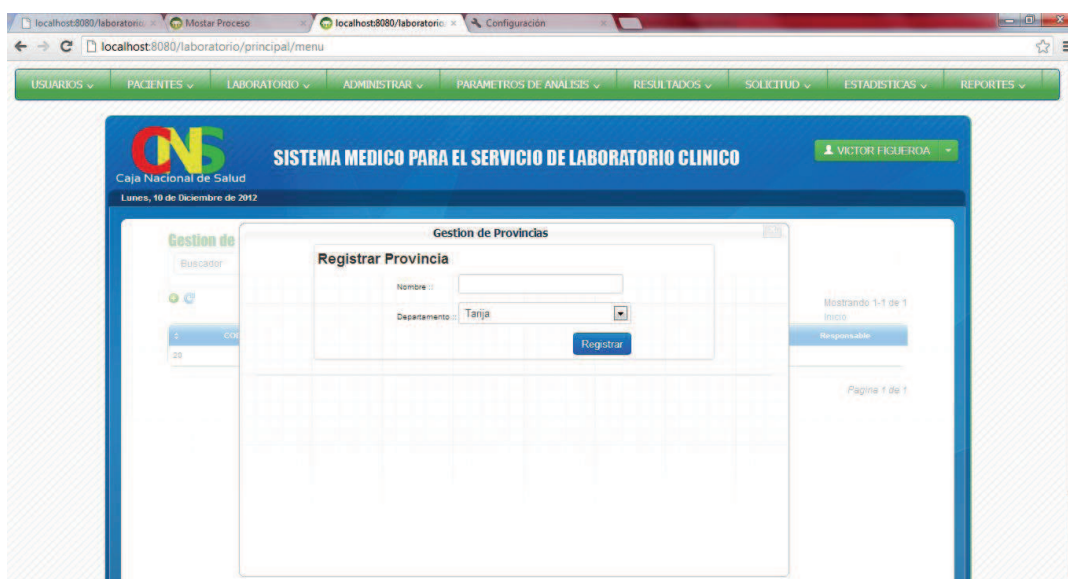 localhost:8080/laboratorio
Mostar Proceso
localhost:8080/laboratorio
Configuración
localhost:8080/laboratorio/principal/menu
USUARIOS
PACIENTES
LABORATORIO
ADMINISTRAR
PARAMETROS DE ANALISIS
RESULTADOS
SOLICITUD
ESTADISTICAS
REPORTES
CNS
Caja Nacional de Salud
SISTEMA MEDICO PARA EL SERVICIO DE LABORATORIO CLINICO
VICTOR FIGUEROA
Lunes, 10 de Diciembre de 2012
Gestion de
Gestion de Provincias
Buscador
Registrar Provincia
Nombre ::
Departamento :: Tarija
Registrar
Mostrando 1-1 de 1
Inicio
COD
Responsable
Pagina 1 de 1